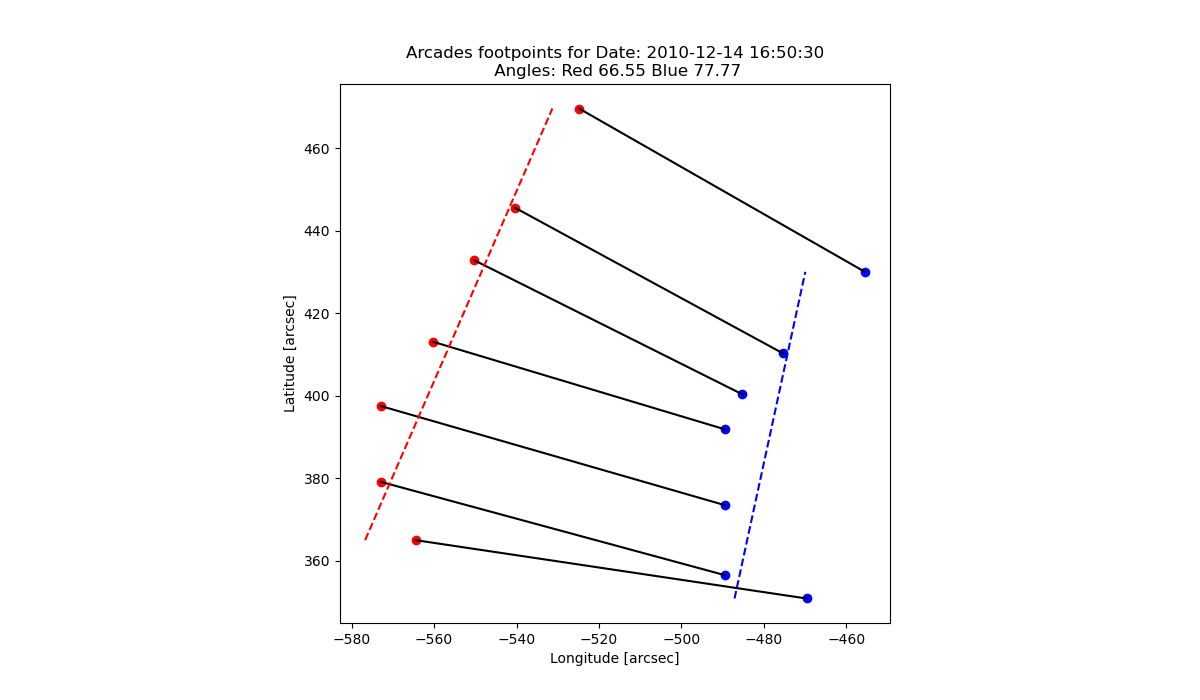 Arcades footpoints for Date: 2010-12-14 16:50:30
Angles: Red 66.55 Blue 77.77
460
440
420
400
380
360
Latitude [arcsec]
−580 −560 −540 −520 −500 −480 −460
Longitude [arcsec]